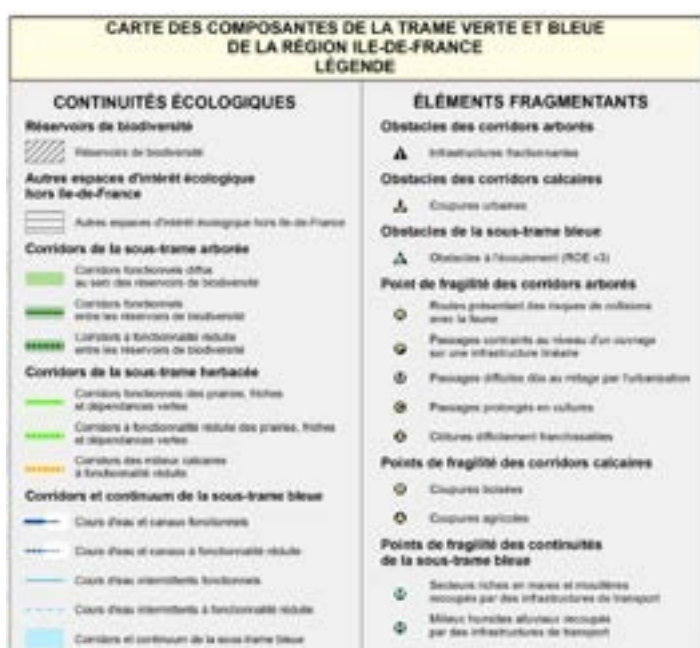 CARTE DES COMPOSANTES DE LA TRAME VERTE ET BLEUE
DE LA RÉGION ILE-DE-FRANCE
LÉGENDE
CONTINUITÉS ÉCOLOGIQUES
Réservoirs de biodiversité
Réservoirs de biodiversité
Autres espaces d'intérêt écologique
hors Ile-de-France
Autres espaces d'intérêt écologique hors Ile-de-France
Corridors de la sous-trame arborée
Corridors fonctionnels diffus
au sein des réservoirs de biodiversité
Corridors fonctionnels
entre les réservoirs de biodiversité
Corridors à fonctionnalité réduite
entre les réservoirs de biodiversité
Corridors de la sous-trame herbacée
Corridors fonctionnels des prairies, friches
et dépendances vertes
Corridors à fonctionnalité réduite des prairies, friches
et dépendances vertes
Corridors des milieux calcaires
à fonctionnalité réduite
Corridors et continuum de la sous-trame bleue
Cours d'eau et canaux fonctionnels
Cours d'eau et canaux à fonctionnalité réduite
Cours d'eau intermittents fonctionnels
Cours d'eau intermittents à fonctionnalité réduite
Corridors et continuum de la sous-trame bleue
ÉLÉMENTS FRAGMENTANTS
Obstacles des corridors arborés
Infrastructures fractionnantes
Obstacles des corridors calcaires
Coupures urbaines
Obstacles de la sous-trame bleue
Obstacles à l'écoulement (ROE v3)
Point de fragilité des corridors arborés
Routes présentant des risques de collisions
avec la faune
Passages contraints au niveau d'un ouvrage
sur une infrastructure linéaire
Passages difficiles dûs au mitage par l'urbanisation
Passages prolongés en cultures
Clôtures difficilement franchissables
Points de fragilité des corridors calcaires
Coupures boisées
Coupures agricoles
Points de fragilité des continuités
de la sous-trame bleue
Secteurs riches en mares et mouillères
recoupés par des infrastructures de transport
Milieux humides alluviaux recoupés
par des infrastructures de transport